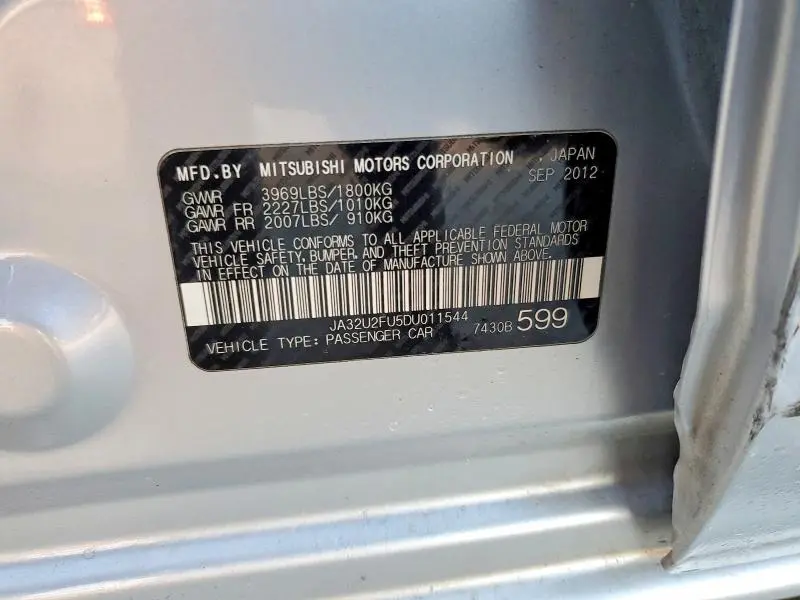 MFD.BY MITSUBISHI MOTORS CORPORATION , JAPAN
SEP 2012
GVWR 3969LBS/1800KG
GAWR FR 2227LBS/1010KG
GAWR RR 2007LBS/ 910KG
THIS VEHICLE CONFORMS TO ALL APPLICABLE FEDERAL MOTOR
VEHICLE SAFETY, BUMPER, AND THEFT PREVENTION STANDARDS
IN EFFECT ON THE DATE OF MANUFACTURE SHOWN ABOVE.
JA32U2FU5DU011544
VEHICLE TYPE: PASSENGER CAR 7430B 599